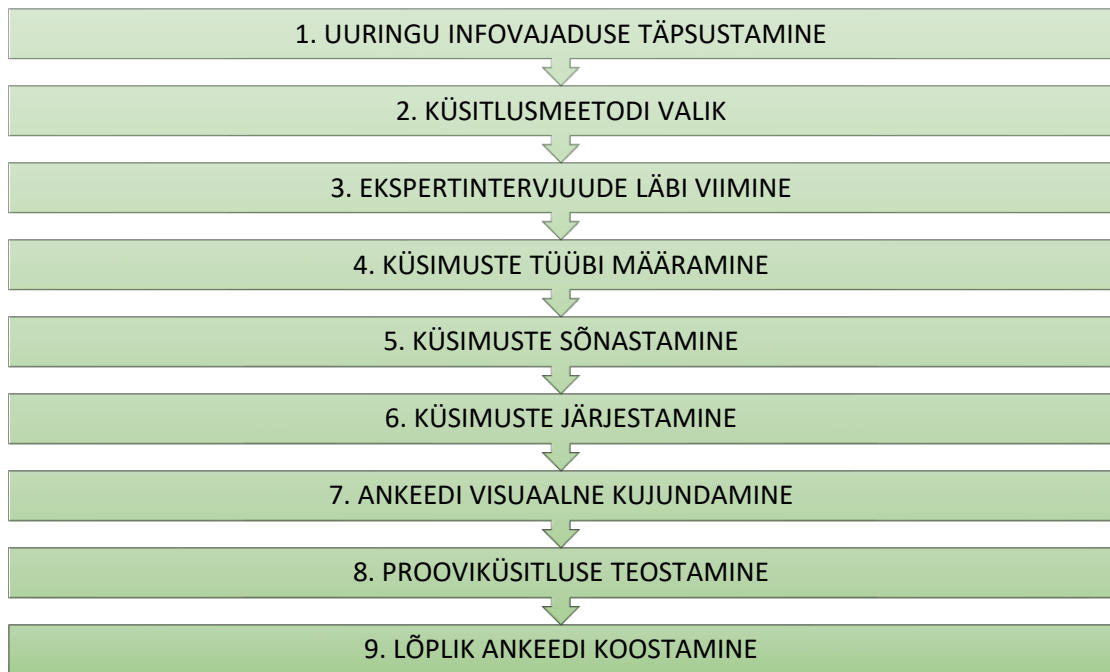 1. UURINGU INFOVAJADUSE TÄPSUSTAMINE
2. KÜSITLUSMEETODI VALIK
3. EKSPERTINTERVJUUDE LÄBI VIIMINE
4. KÜSIMUSTE TÜÜBI MÄÄRAMINE
5. KÜSIMUSTE SÕNASTAMINE
6. KÜSIMUSTE JÄRJESTAMINE
7. ANKEEDI VISUAALNE KUJUNDAMINE
8. PROOVIKÜSITLUSE TEOSTAMINE
9. LÕPLIK ANKEEDI KOOSTAMINE